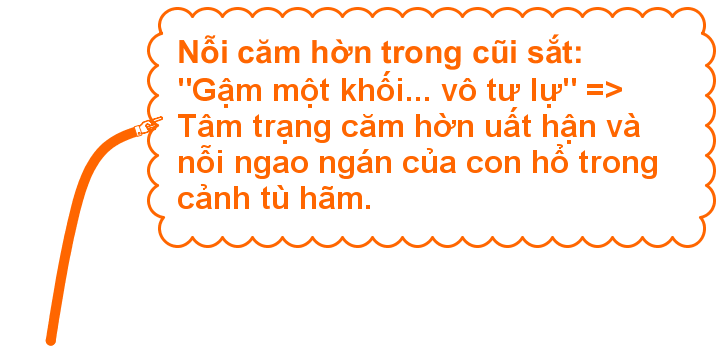 Nỗi căm hờn trong cũi sắt:
"Gậm một khối... vô tư lự" =>
Tâm trạng căm hờn uất hận và
nỗi ngao ngán của con hổ trong
cảnh tù hãm.